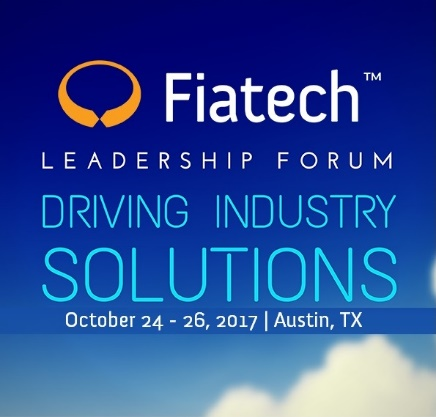 Fiatech™
LEADERSHIP FORUM
DRIVING INDUSTRY
SOLUTIONS
October 24 - 26, 2017 | Austin, TX